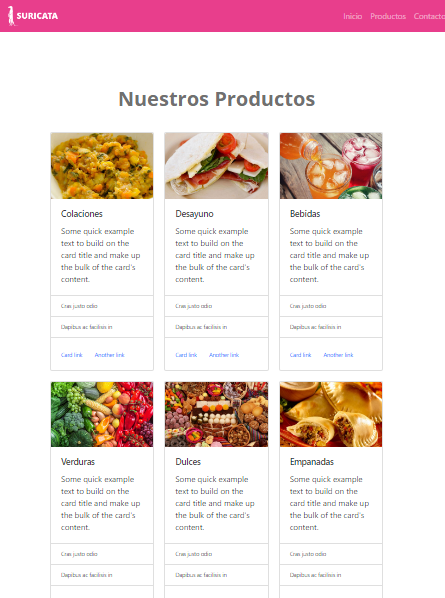 SURICATA
Inicio Productos Contacto
Nuestros Productos
Colaciones
Some quick example
text to build on the
card title and make up
the bulk of the card's
content.
Cras justo odio
Dapibus ac facilisis in
Card link Another link
Desayuno
Some quick example
text to build on the
card title and make up
the bulk of the card's
content.
Cras justo odio
Dapibus ac facilisis in
Card link Another link
Bebidas
Some quick example
text to build on the
card title and make up
the bulk of the card's
content.
Cras justo odio
Dapibus ac facilisis in
Card link Another link
Verduras
Some quick example
text to build on the
card title and make up
the bulk of the card's
content.
Cras justo odio
Dapibus ac facilisis in
Dulces
Some quick example
text to build on the
card title and make up
the bulk of the card's
content.
Cras justo odio
Dapibus ac facilisis in
Empanadas
Some quick example
text to build on the
card title and make up
the bulk of the card's
content.
Cras justo odio
Dapibus ac facilisis in